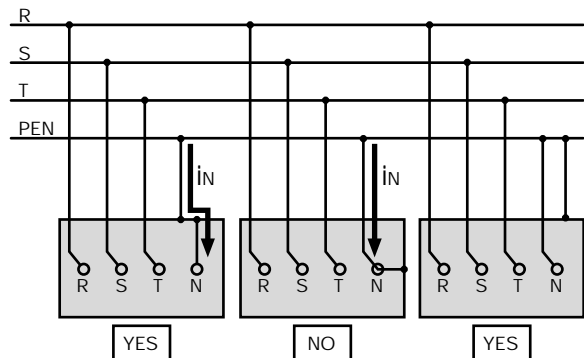 R
S
T
PEN
iN
iN
R S T N
R S T N
R S T N
YES
NO
YES